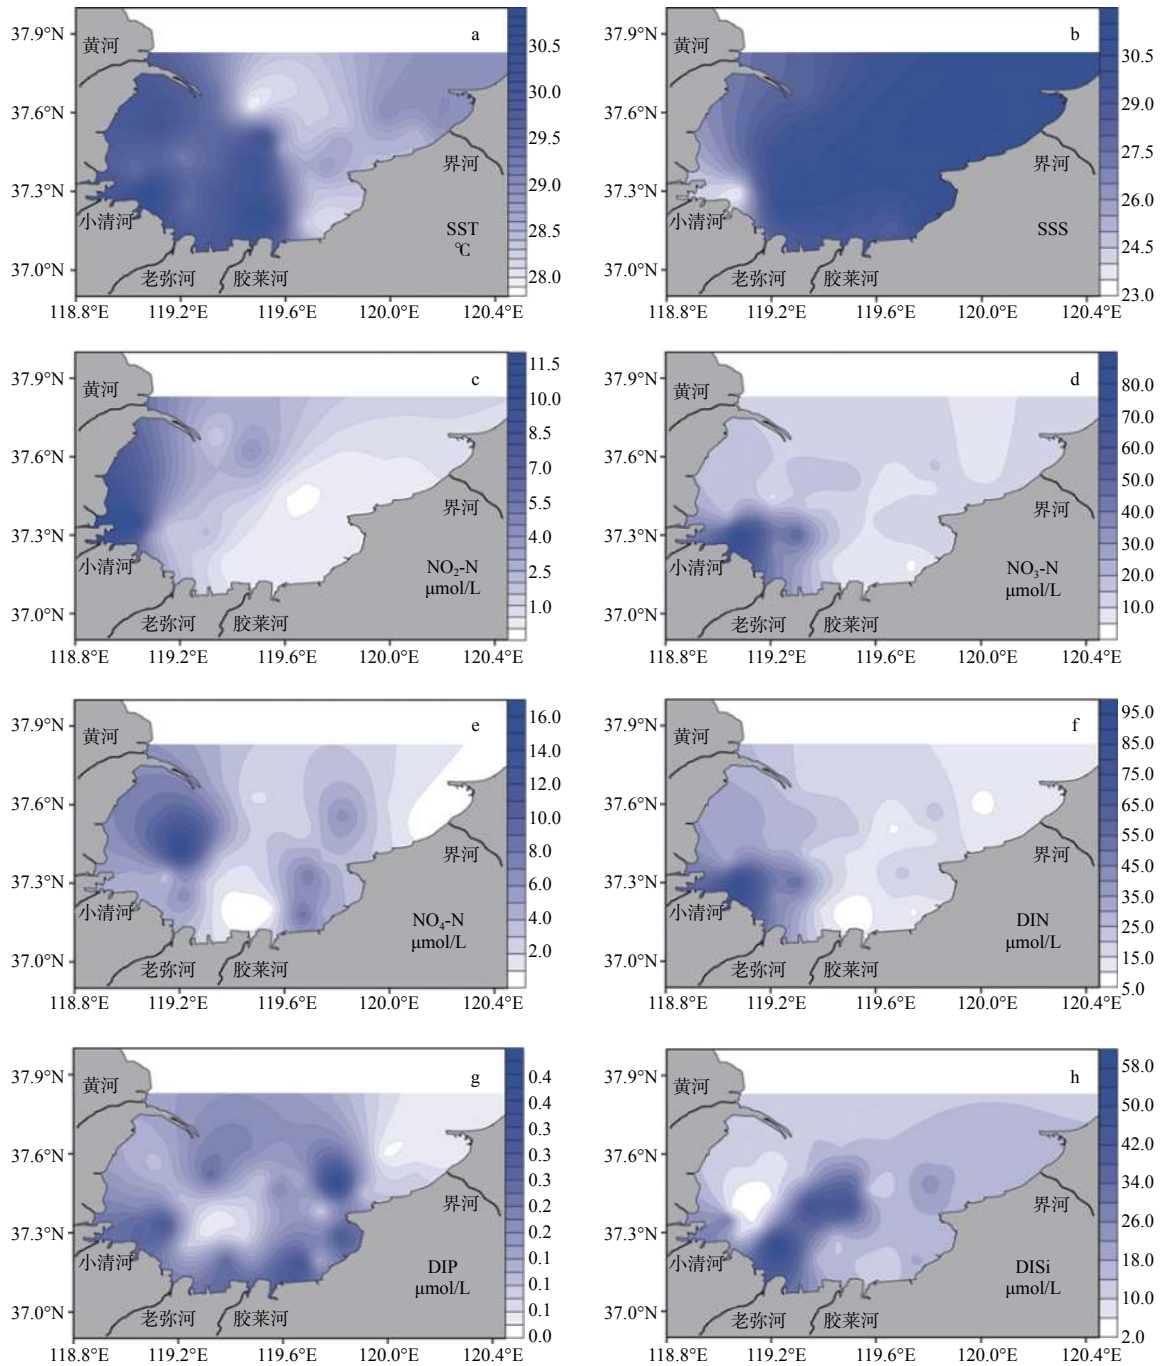 a
37.9°N
37.6°N
37.3°N
37.0°N
黄河
小清河
老弥河
胶莱河
界河
SST
℃
30.5
30.0
29.5
29.0
28.5
28.0
118.8°E 119.2°E 119.6°E 120.0°E 120.4°E
b
37.9°N
37.6°N
37.3°N
37.0°N
黄河
小清河
老弥河
胶莱河
界河
SSS
30.5
29.0
27.5
26.0
24.5
23.0
118.8°E 119.2°E 119.6°E 120.0°E 120.4°E
c
37.9°N
37.6°N
37.3°N
37.0°N
黄河
小清河
老弥河
胶莱河
界河
NO₂-N
μmol/L
11.5
10.0
8.5
7.0
5.5
4.0
2.5
1.0
118.8°E 119.2°E 119.6°E 120.0°E 120.4°E
d
37.9°N
37.6°N
37.3°N
37.0°N
黄河
小清河
老弥河
胶莱河
界河
NO₃-N
μmol/L
80.0
70.0
60.0
50.0
40.0
30.0
20.0
10.0
118.8°E 119.2°E 119.6°E 120.0°E 120.4°E
e
37.9°N
37.6°N
37.3°N
37.0°N
黄河
小清河
老弥河
胶莱河
界河
NO₄-N
μmol/L
16.0
14.0
12.0
10.0
8.0
6.0
4.0
2.0
118.8°E 119.2°E 119.6°E 120.0°E 120.4°E
f
37.9°N
37.6°N
37.3°N
37.0°N
黄河
小清河
老弥河
胶莱河
界河
DIN
μmol/L
95.0
85.0
75.0
65.0
55.0
45.0
35.0
25.0
15.0
5.0
118.8°E 119.2°E 119.6°E 120.0°E 120.4°E
g
37.9°N
37.6°N
37.3°N
37.0°N
黄河
小清河
老弥河
胶莱河
界河
DIP
μmol/L
0.4
0.4
0.3
0.3
0.3
0.2
0.2
0.1
0.1
0.1
0.0
118.8°E 119.2°E 119.6°E 120.0°E 120.4°E
h
37.9°N
37.6°N
37.3°N
37.0°N
黄河
小清河
老弥河
胶莱河
界河
DISi
μmol/L
58.0
50.0
42.0
34.0
26.0
18.0
10.0
2.0
118.8°E 119.2°E 119.6°E 120.0°E 120.4°E